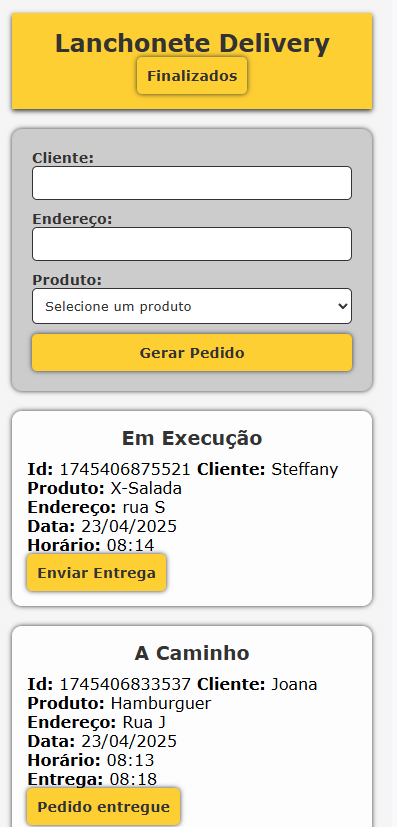 Lanchonete Delivery
Finalizados
Cliente:
Endereço:
Produto:
Selecione um produto
Gerar Pedido
Em Execução
Id: 1745406875521 Cliente: Steffany
Produto: X-Salada
Endereço: rua S
Data: 23/04/2025
Horário: 08:14
Enviar Entrega
A Caminho
Id: 1745406833537 Cliente: Joana
Produto: Hamburguer
Endereço: Rua J
Data: 23/04/2025
Horário: 08:13
Entrega: 08:18
Pedido entregue